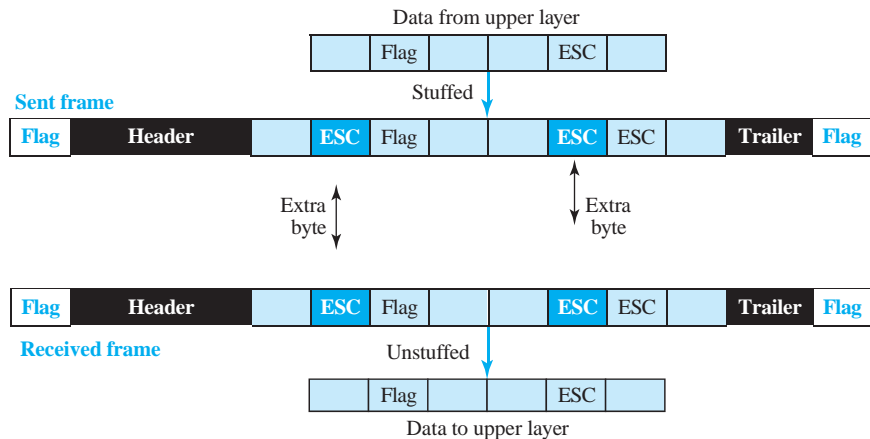 Data from upper layer
Flag ESC
Stuffed
Sent frame
Flag Header ESC Flag ESC ESC Trailer Flag
Extra byte
Extra byte
Flag Header ESC Flag ESC ESC Trailer Flag
Received frame
Unstuffed
Flag ESC
Data to upper layer